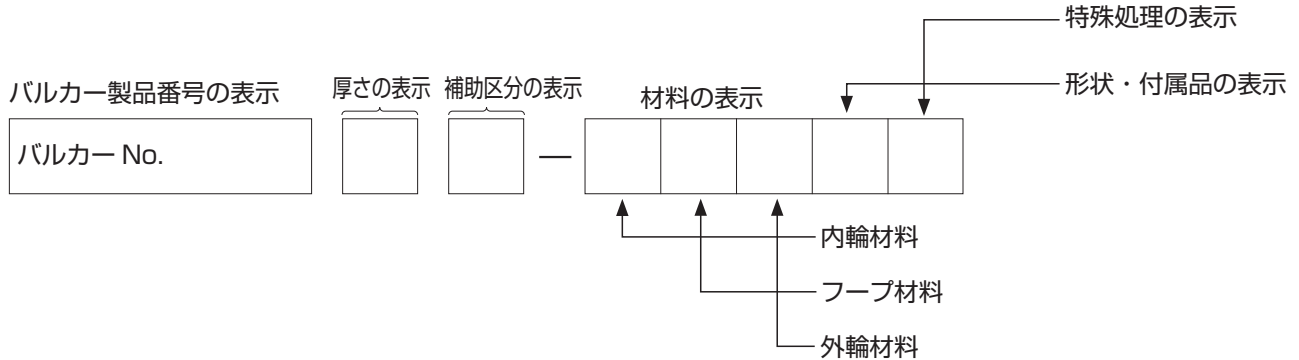 特殊処理の表示
形状・付属品の表示
バルカー製品番号の表示
厚さの表示
補助区分の表示
材料の表示
バルカー No.
内輪材料
フープ材料
外輪材料